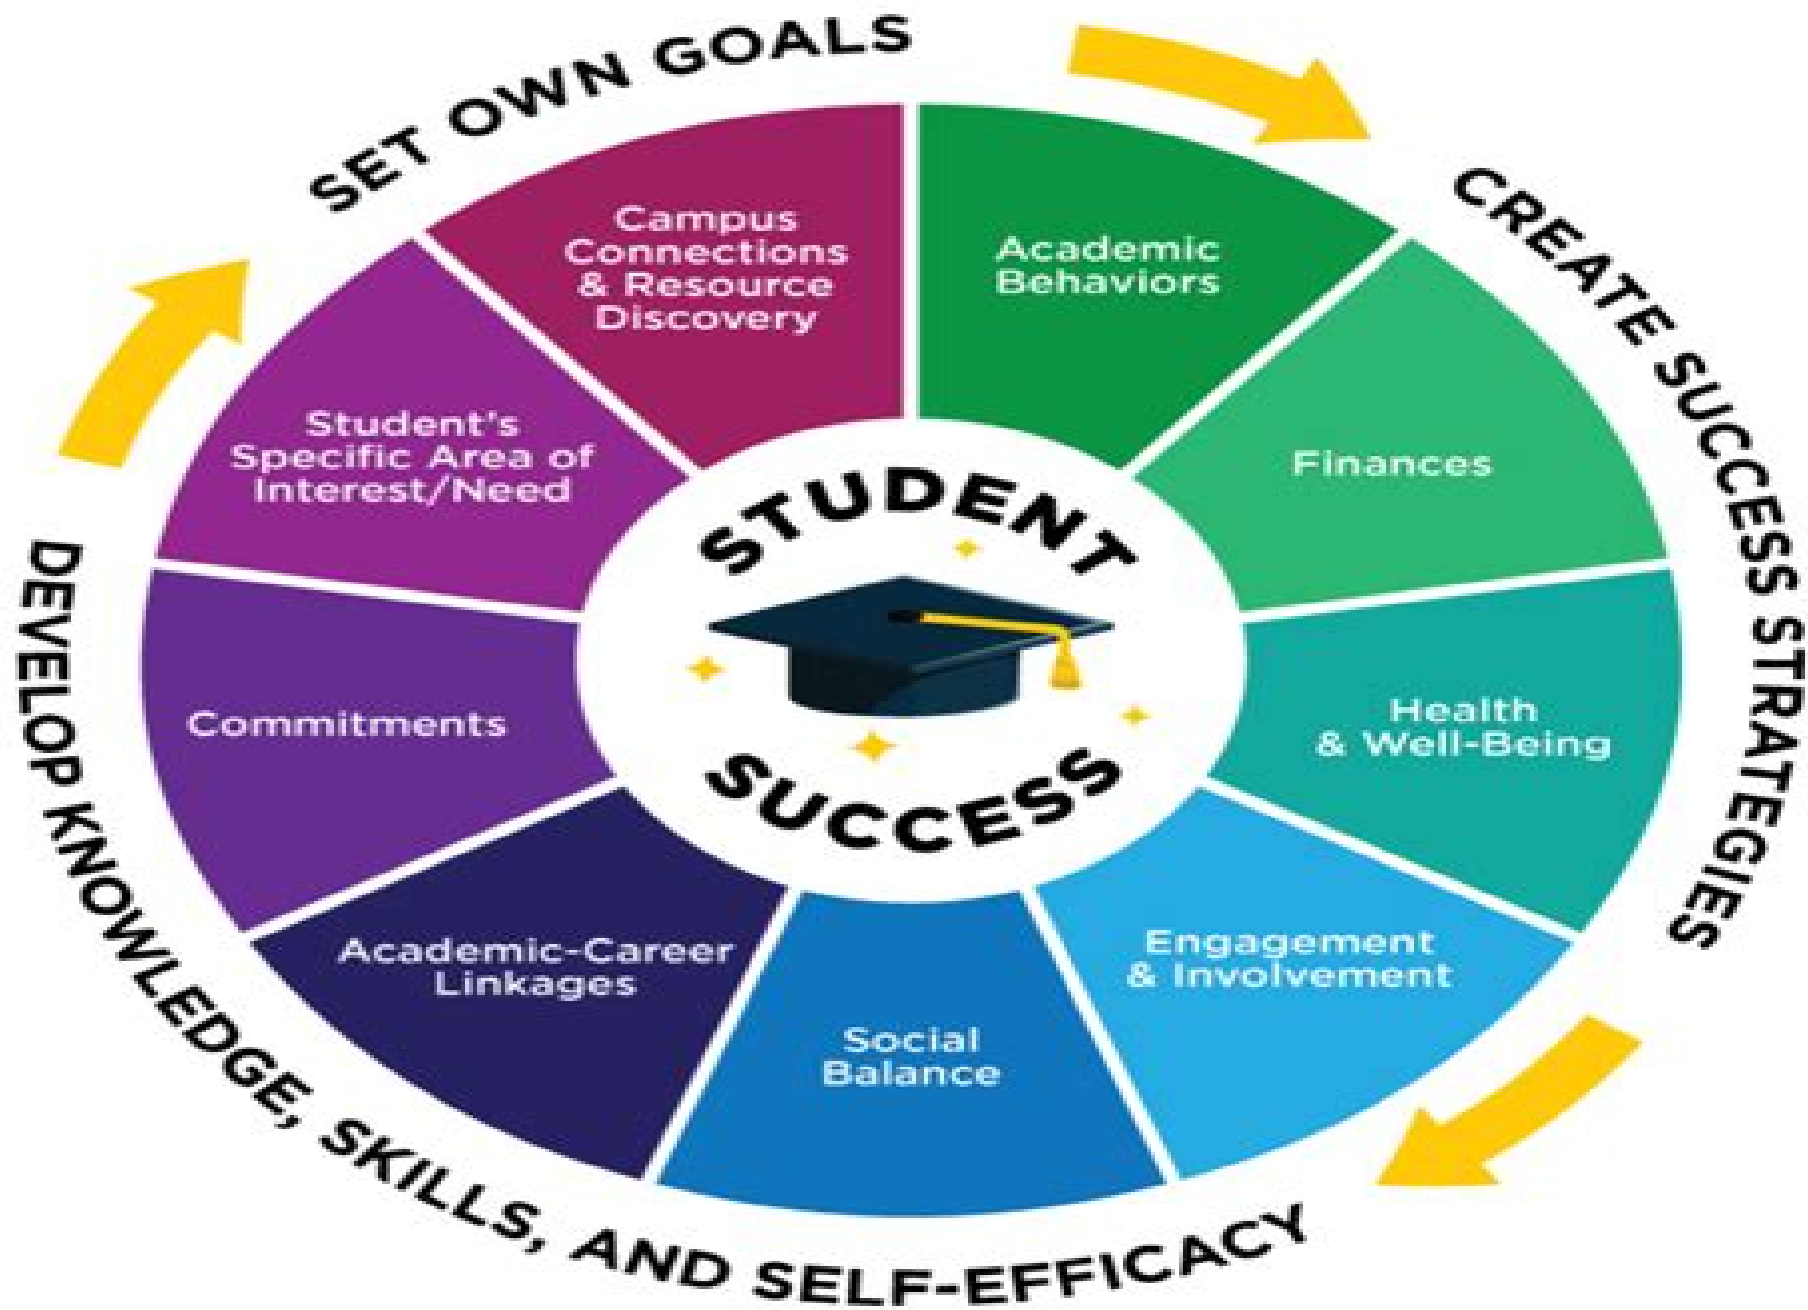 SET OWN GOALS
CREATE SUCCESS STRATEGIES
DEVELOP KNOWLEDGE, SKILLS, AND SELF-EFFICACY
Campus
Connections
& Resource
Discovery
Academic
Behaviors
Finances
Health
& Well-Being
Engagement
& Involvement
Social
Balance
Academic-Career
Linkages
Commitments
Student's
Specific Area of
Interest/Need
STUDENT
SUCCESS